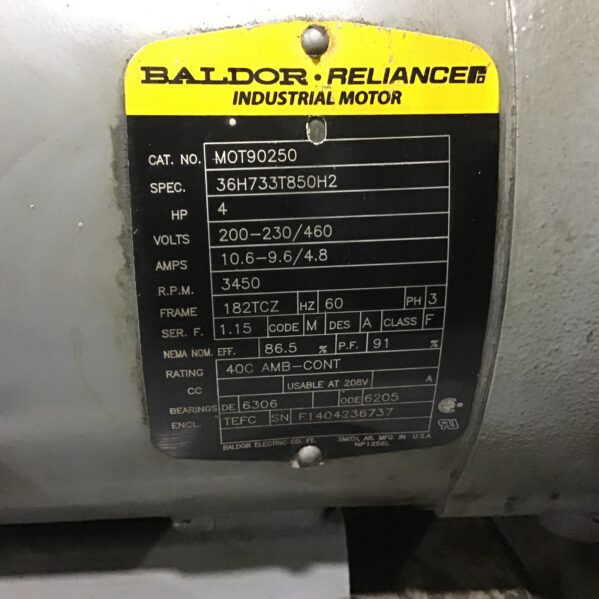 BALDOR · RELIANCE
INDUSTRIAL MOTOR
CAT. NO. MOT90250
SPEC. 36H733T850H2
HP 4
VOLTS 200-230/460
AMPS 10.6-9.6/4.8
R.P.M. 3450
FRAME 182TCZ HZ 60 PH 3
SER. F. 1.15 CODE M DES A CLASS F
NEMA NOM. EFF. 86.5 % P.F. 91 %
RATING 40C AMB-CONT
CC USABLE AT 208V A
BEARINGS DE 6306 ODE 6205
ENCL. TEFC SN F1404236737
BALDOR ELECTRIC CO. FT. SMITH, AR. MFG. IN U.S.A.
NP1256L